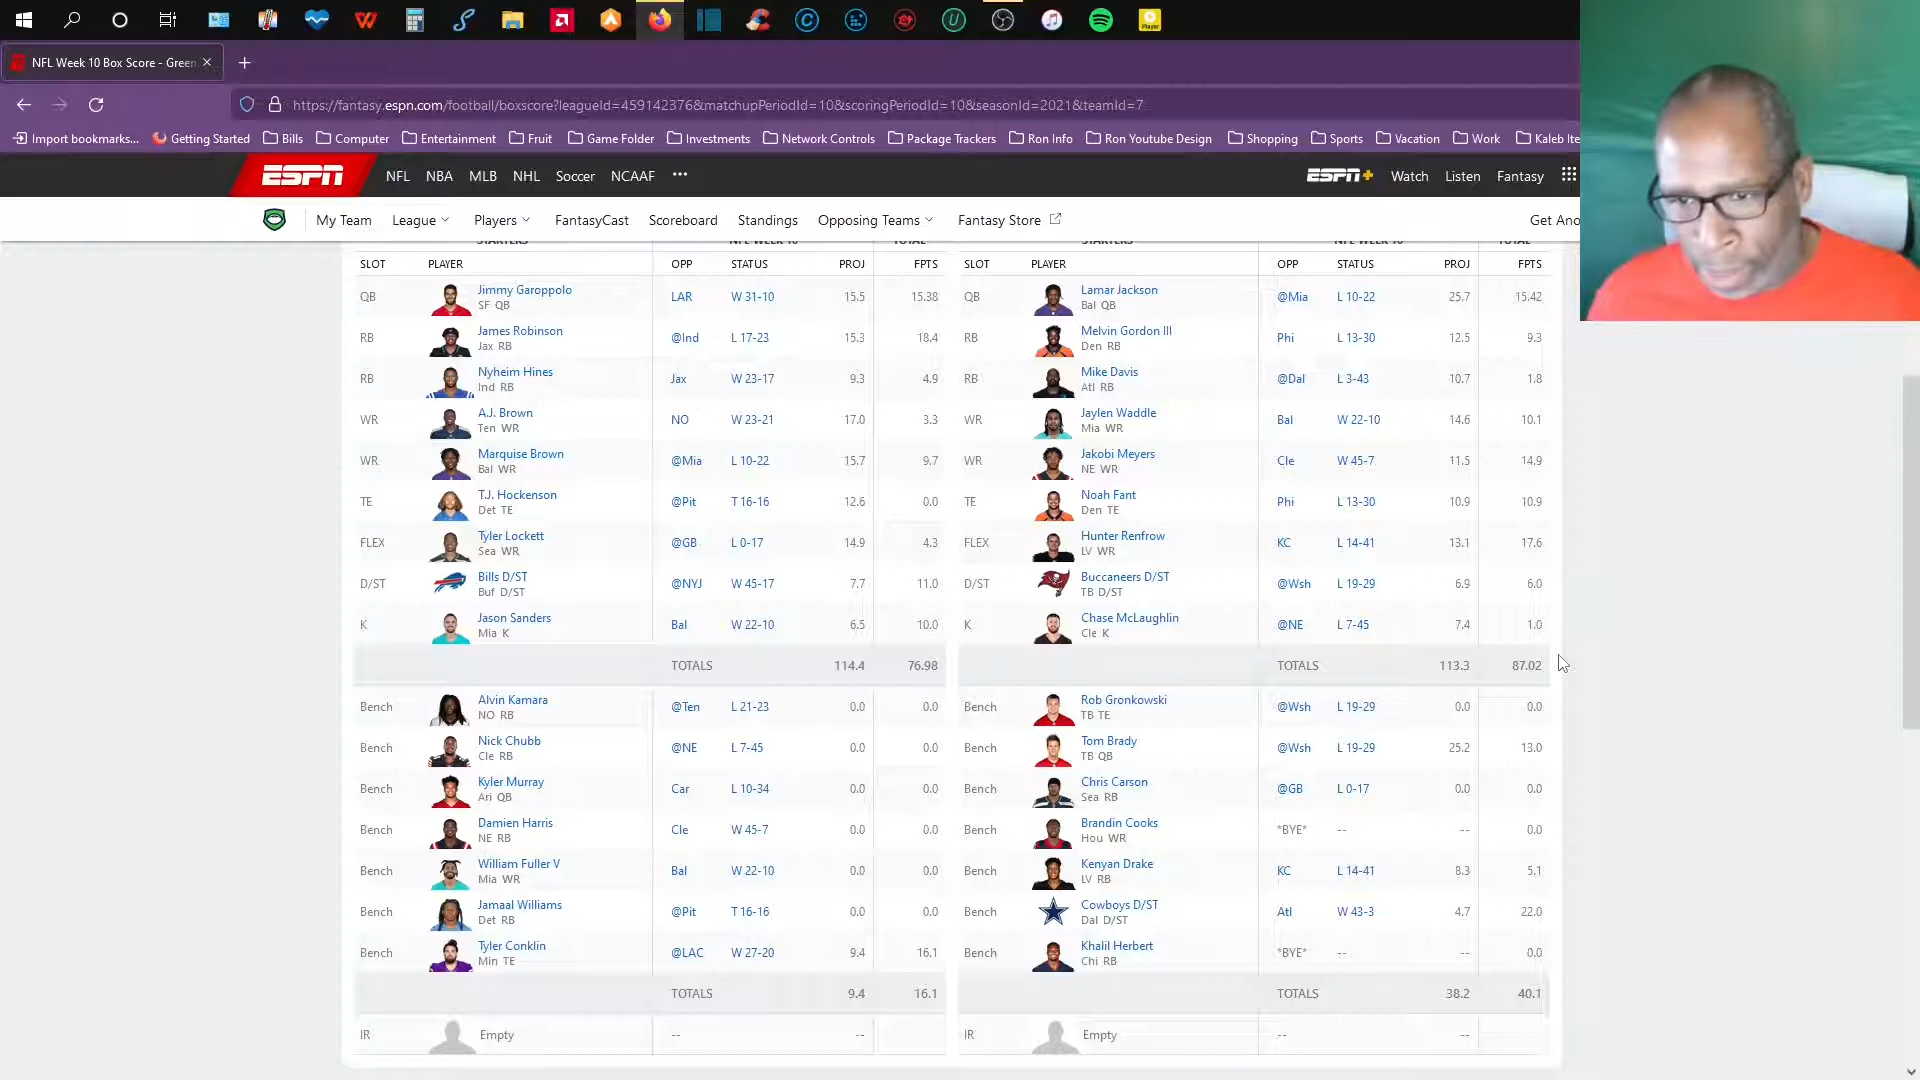 NFL Week 10 Box Score - Green
https://fantasy.espn.com/football/boxscore?leagueId=459142376&matchupPeriodId=10&scoringPeriodId=10&seasonId=2021&teamId=7
Import bookmarks... Getting Started Bills Computer Entertainment Fruit Game Folder Investments Network Controls Package Trackers Ron Info Ron Youtube Design Shopping Sports Vacation Work Kaleb Ite
ESPN NFL NBA MLB NHL Soccer NCAAF ESPN+ Watch Listen Fantasy
My Team League Players FantasyCast Scoreboard Standings Opposing Teams Fantasy Store Get Ano
STARTERS NFL WEEK 10 TOTAL STARTERS NFL WEEK 10 TOTAL
SLOT PLAYER OPP STATUS PROJ FPTS SLOT PLAYER OPP STATUS PROJ FPTS
QB Jimmy Garoppolo LAR W 31-10 15.5 15.38 QB Lamar Jackson @Mia L 10-22 25.7 15.42
SF QB Bal QB
RB James Robinson @Ind L 17-23 15.3 18.4 RB Melvin Gordon III Phi L 13-30 12.5 9.3
Jax RB Den RB
RB Nyheim Hines Jax W 23-17 9.3 4.9 RB Mike Davis @Dal L 3-43 10.7 1.8
Ind RB Atl RB
WR A.J. Brown NO W 23-21 17.0 3.3 WR Jaylen Waddle Bal W 22-10 14.6 10.1
Ten WR Mia WR
WR Marquise Brown @Mia L 10-22 15.7 9.7 WR Jakobi Meyers Cle W 45-7 11.5 14.9
Bal WR NE WR
TE T.J. Hockenson @Pit T 16-16 12.6 0.0 TE Noah Fant Phi L 13-30 10.9 10.9
Det TE Den TE
FLEX Tyler Lockett @GB L 0-17 14.9 4.3 FLEX Hunter Renfrow KC L 14-41 13.1 17.6
Sea WR LV WR
D/ST Bills D/ST @NYJ W 45-17 7.7 11.0 D/ST Buccaneers D/ST @Wsh L 19-29 6.9 6.0
Buf D/ST TB D/ST
K Jason Sanders Bal W 22-10 6.5 10.0 K Chase McLaughlin @NE L 7-45 7.4 1.0
Mia K Cle K
TOTALS 114.4 76.98 TOTALS 113.3 87.02
Bench Alvin Kamara @Ten L 21-23 0.0 0.0 Bench Rob Gronkowski @Wsh L 19-29 0.0 0.0
NO RB TB TE
Bench Nick Chubb @NE L 7-45 0.0 0.0 Bench Tom Brady @Wsh L 19-29 25.2 13.0
Cle RB TB QB
Bench Kyler Murray Car L 10-34 0.0 0.0 Bench Chris Carson @GB L 0-17 0.0 0.0
Ari QB Sea RB
Bench Damien Harris Cle W 45-7 0.0 0.0 Bench Brandin Cooks *BYE* -- -- 0.0
NE RB Hou WR
Bench William Fuller V Bal W 22-10 0.0 0.0 Bench Kenyan Drake KC L 14-41 8.3 5.1
Mia WR LV RB
Bench Jamaal Williams @Pit T 16-16 0.0 0.0 Bench Cowboys D/ST Atl W 43-3 4.7 22.0
Det RB Dal D/ST
Bench Tyler Conklin @LAC W 27-20 9.4 16.1 Bench Khalil Herbert *BYE* -- -- 0.0
Min TE Chi RB
TOTALS 9.4 16.1 TOTALS 38.2 40.1
IR Empty -- -- IR Empty -- --